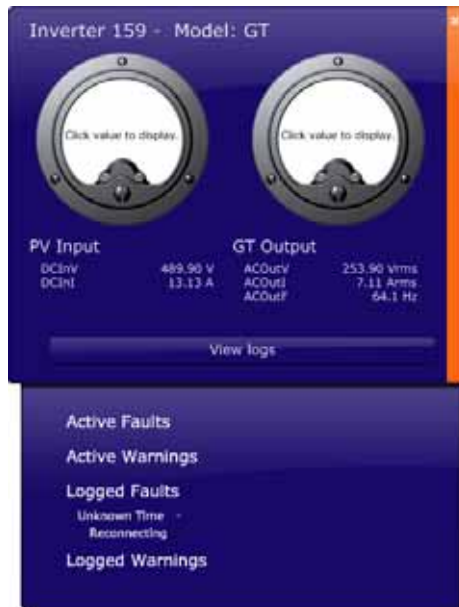 Inverter 159 - Model: GT
Click value to display.
Click value to display.
PV Input
DCInV 489.90 V
DCInI 13.13 A
GT Output
ACOutV 253.90 Vrms
ACOutI 7.11 Arms
ACOutF 64.1 Hz
View logs
Active Faults
Active Warnings
Logged Faults
Unknown Time -
Reconnecting
Logged Warnings